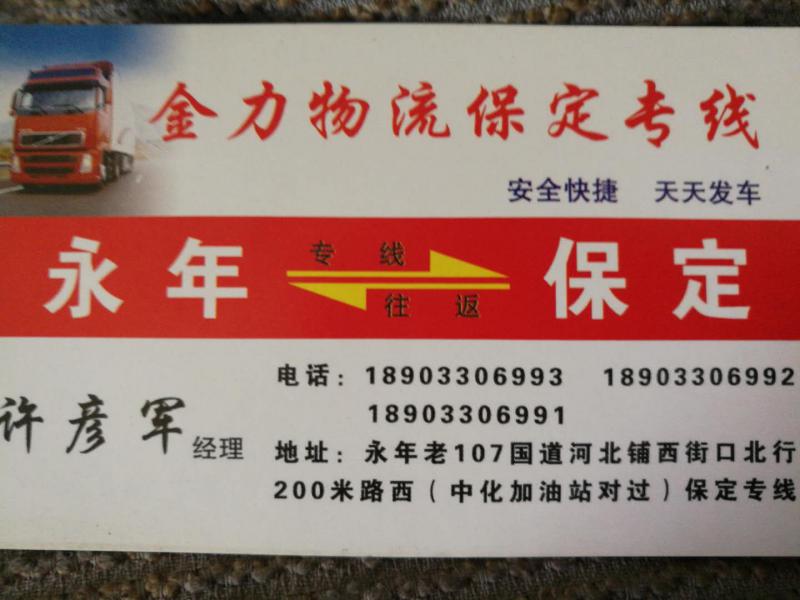 金力物流保定专线
安全快捷 天天发车
永年 专线 保定
往返
电话：18903306993 18903306992
18903306991
许彦军 经理
地址：永年老107国道河北铺西街口北行
200米路西（中化加油站对过）保定专线